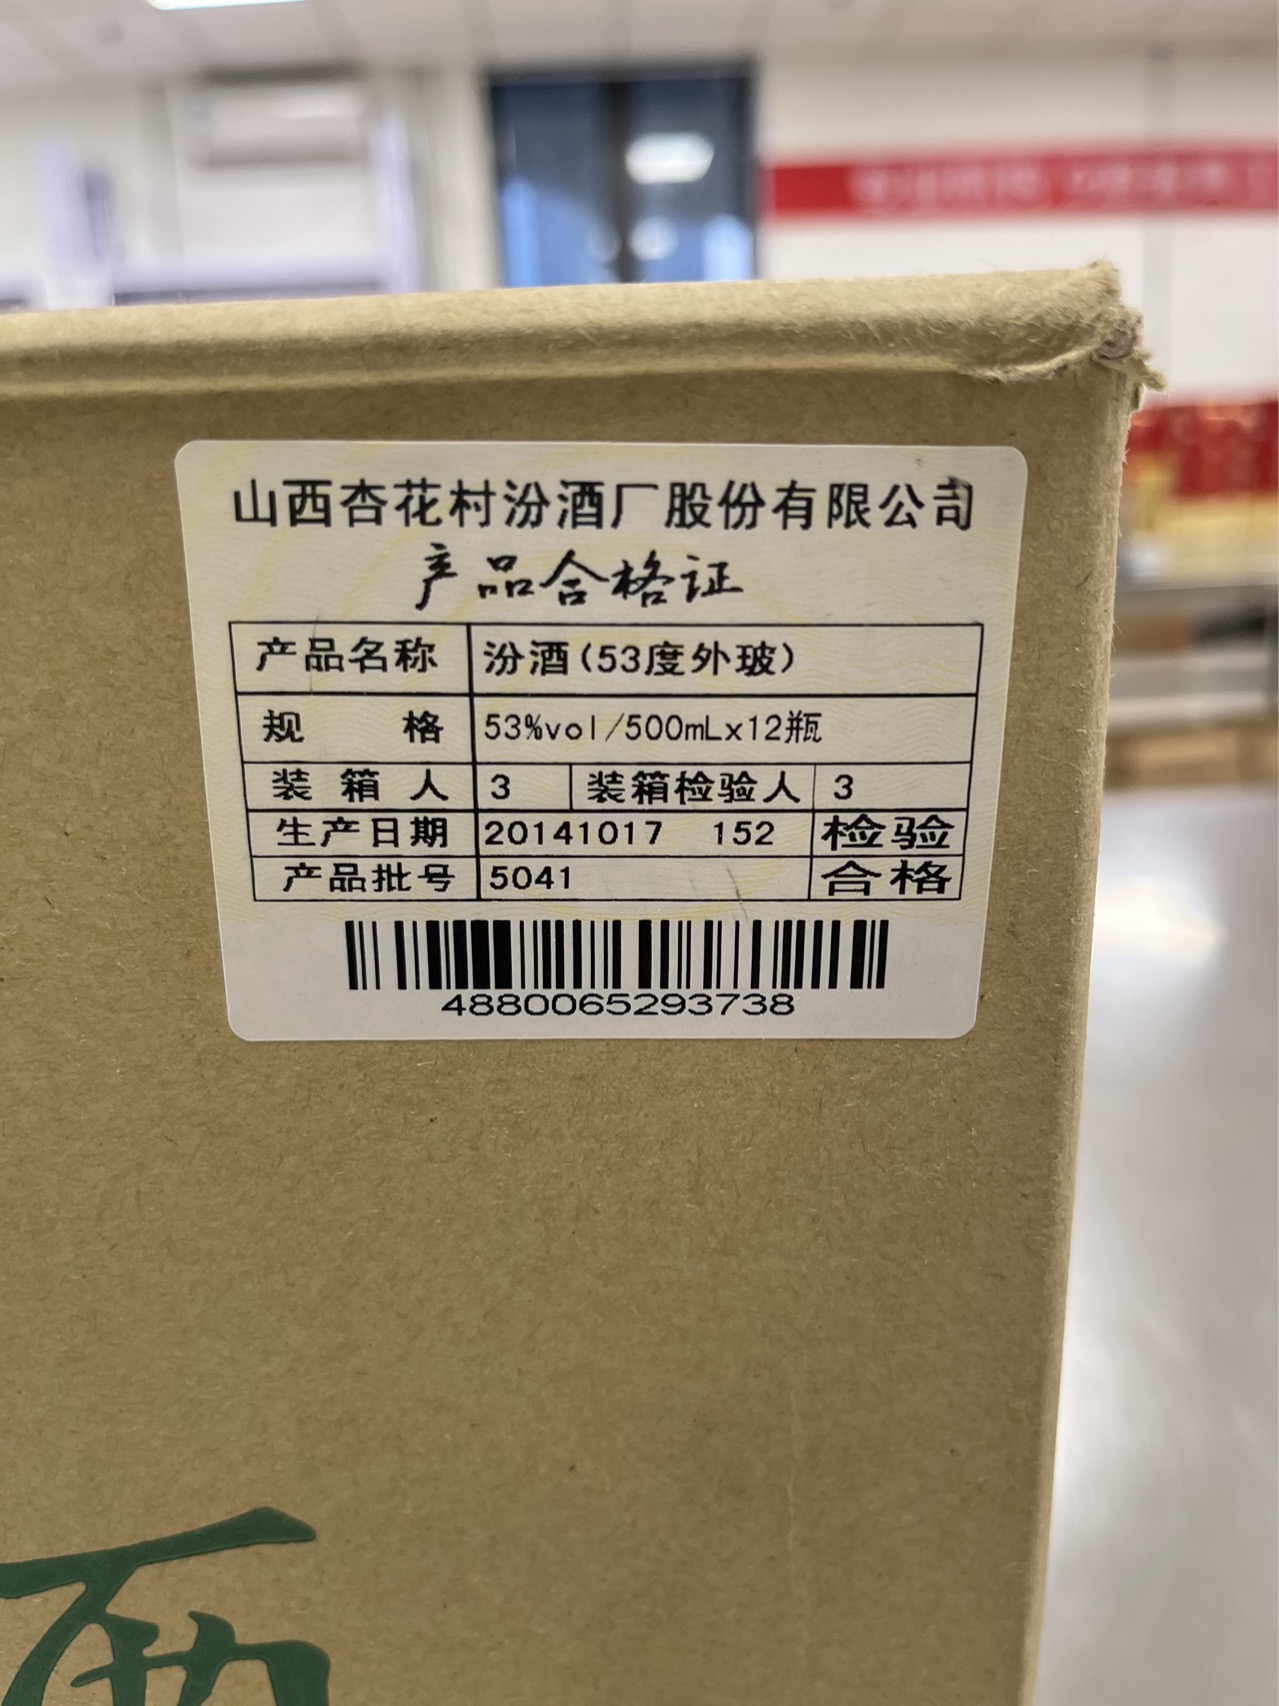 山西杏花村汾酒厂股份有限公司
产品合格证
产品名称 汾酒(53度外玻)
规 格 53%vol/500mLx12瓶
装 箱 人 3 装箱检验人 3
生产日期 20141017 152 检验
产品批号 5041 合格
4880065293738